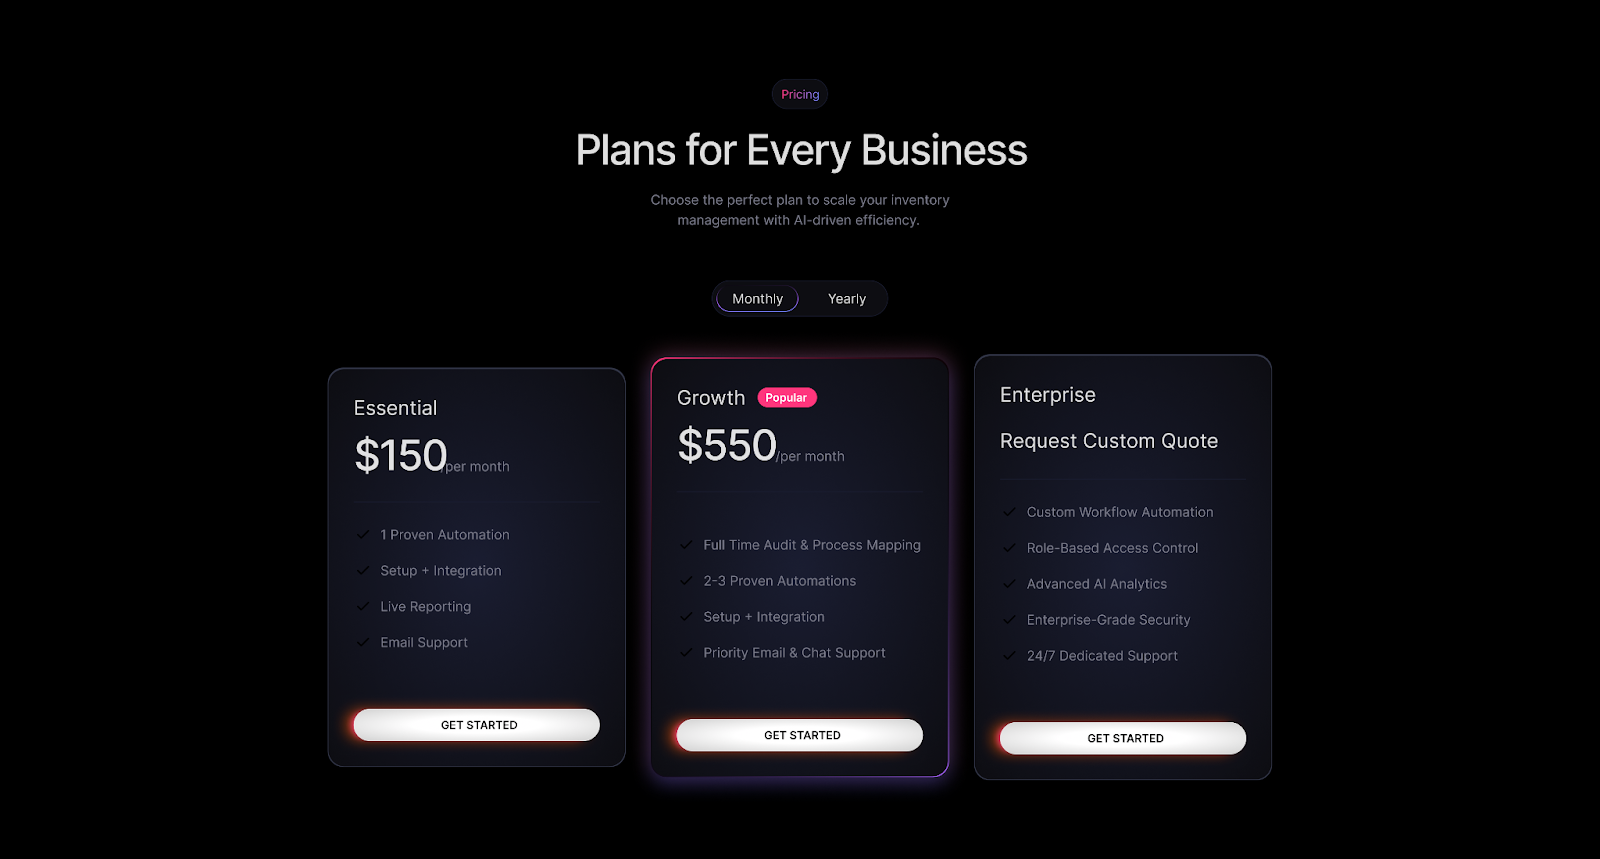 Pricing
Plans for Every Business
Choose the perfect plan to scale your inventory
management with AI-driven efficiency.
Monthly Yearly
Essential
$150/per month
1 Proven Automation
Setup + Integration
Live Reporting
Email Support
GET STARTED
Growth Popular
$550/per month
Full Time Audit & Process Mapping
2-3 Proven Automations
Setup + Integration
Priority Email & Chat Support
GET STARTED
Enterprise
Request Custom Quote
Custom Workflow Automation
Role-Based Access Control
Advanced AI Analytics
Enterprise-Grade Security
24/7 Dedicated Support
GET STARTED